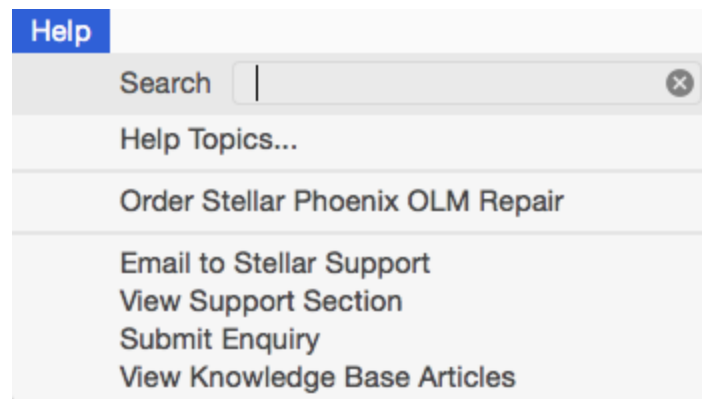 Help
Search
Help Topics...
Order Stellar Phoenix OLM Repair
Email to Stellar Support
View Support Section
Submit Enquiry
View Knowledge Base Articles